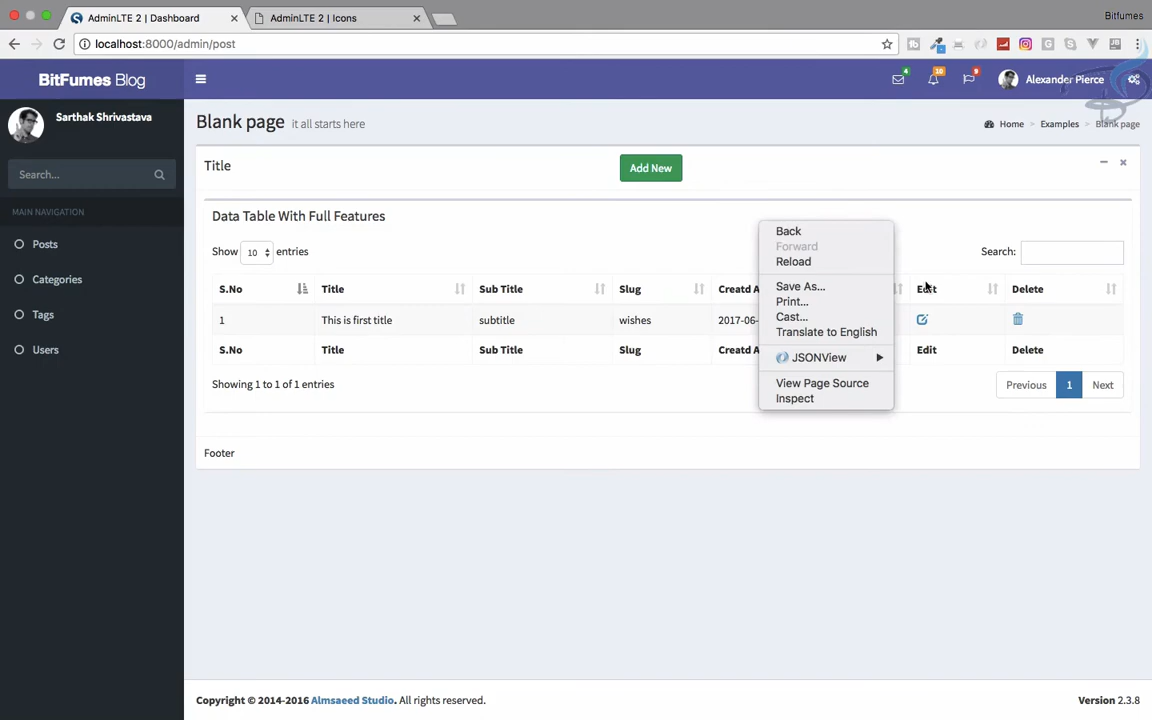 AdminLTE 2 | Dashboard
AdminLTE 2 | Icons
Bitfumes
localhost:8000/admin/post
BitFumes Blog
4
10
9
Alexander Pierce
Sarthak Shrivastava
Blank page it all starts here
Home > Examples > Blank page
Search...
Title
Add New
MAIN NAVIGATION
Posts
Categories
Tags
Users
Data Table With Full Features
Show 10 entries
Search:
S.No Title Sub Title Slug Creatd A Edit Delete
1 This is first title subtitle wishes 2017-06-
S.No Title Sub Title Slug Creatd A Edit Delete
Showing 1 to 1 of 1 entries
Previous 1 Next
Back
Forward
Reload
Save As...
Print...
Cast...
Translate to English
JSONView
View Page Source
Inspect
Footer
Copyright © 2014-2016 Almsaeed Studio. All rights reserved.
Version 2.3.8